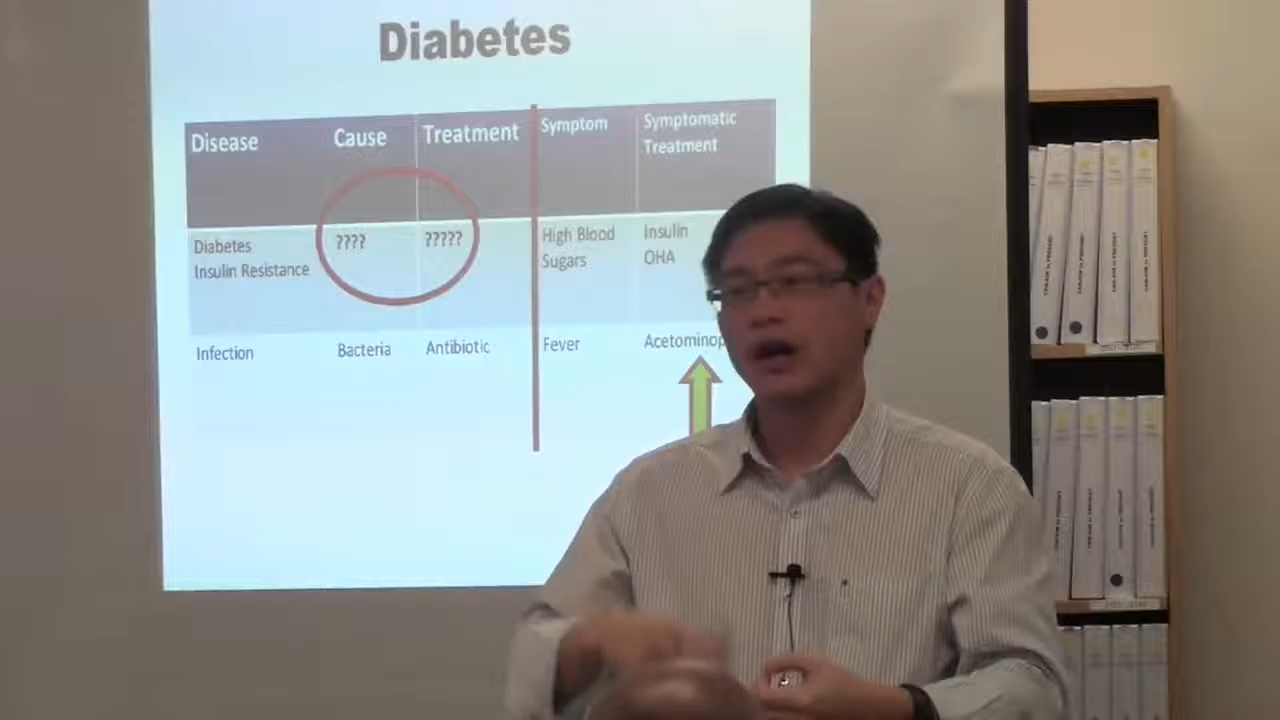 Diabetes
Disease Cause Treatment Symptom Symptomatic Treatment
Diabetes Insulin Resistance ???? ????? High Blood Sugars Insulin OHA
Infection Bacteria Antibiotic Fever Acetominop